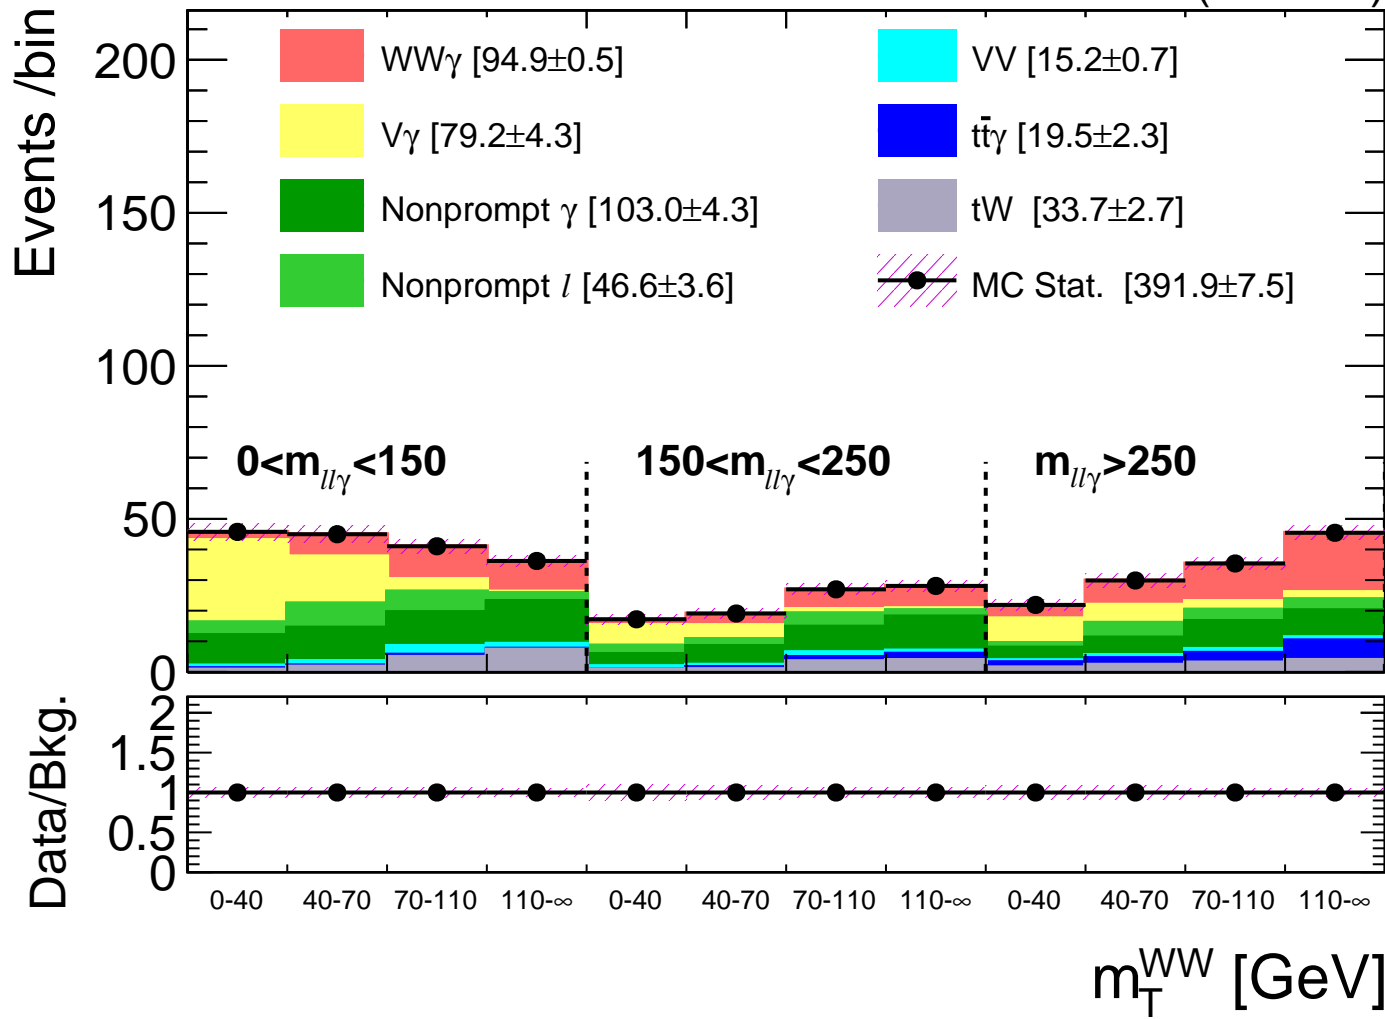 Events /bin
200
150
100
50
0
WWγ [94.9±0.5]
Vγ [79.2±4.3]
Nonprompt γ [103.0±4.3]
Nonprompt l [46.6±3.6]
VV [15.2±0.7]
tt̄γ [19.5±2.3]
tW [33.7±2.7]
MC Stat. [391.9±7.5]
0<m_llγ<150
150<m_llγ<250
m_llγ>250
Data/Bkg.
2
1.5
1
0.5
0
0-40 40-70 70-110 110-∞ 0-40 40-70 70-110 110-∞ 0-40 40-70 70-110 110-∞
m_T^WW [GeV]